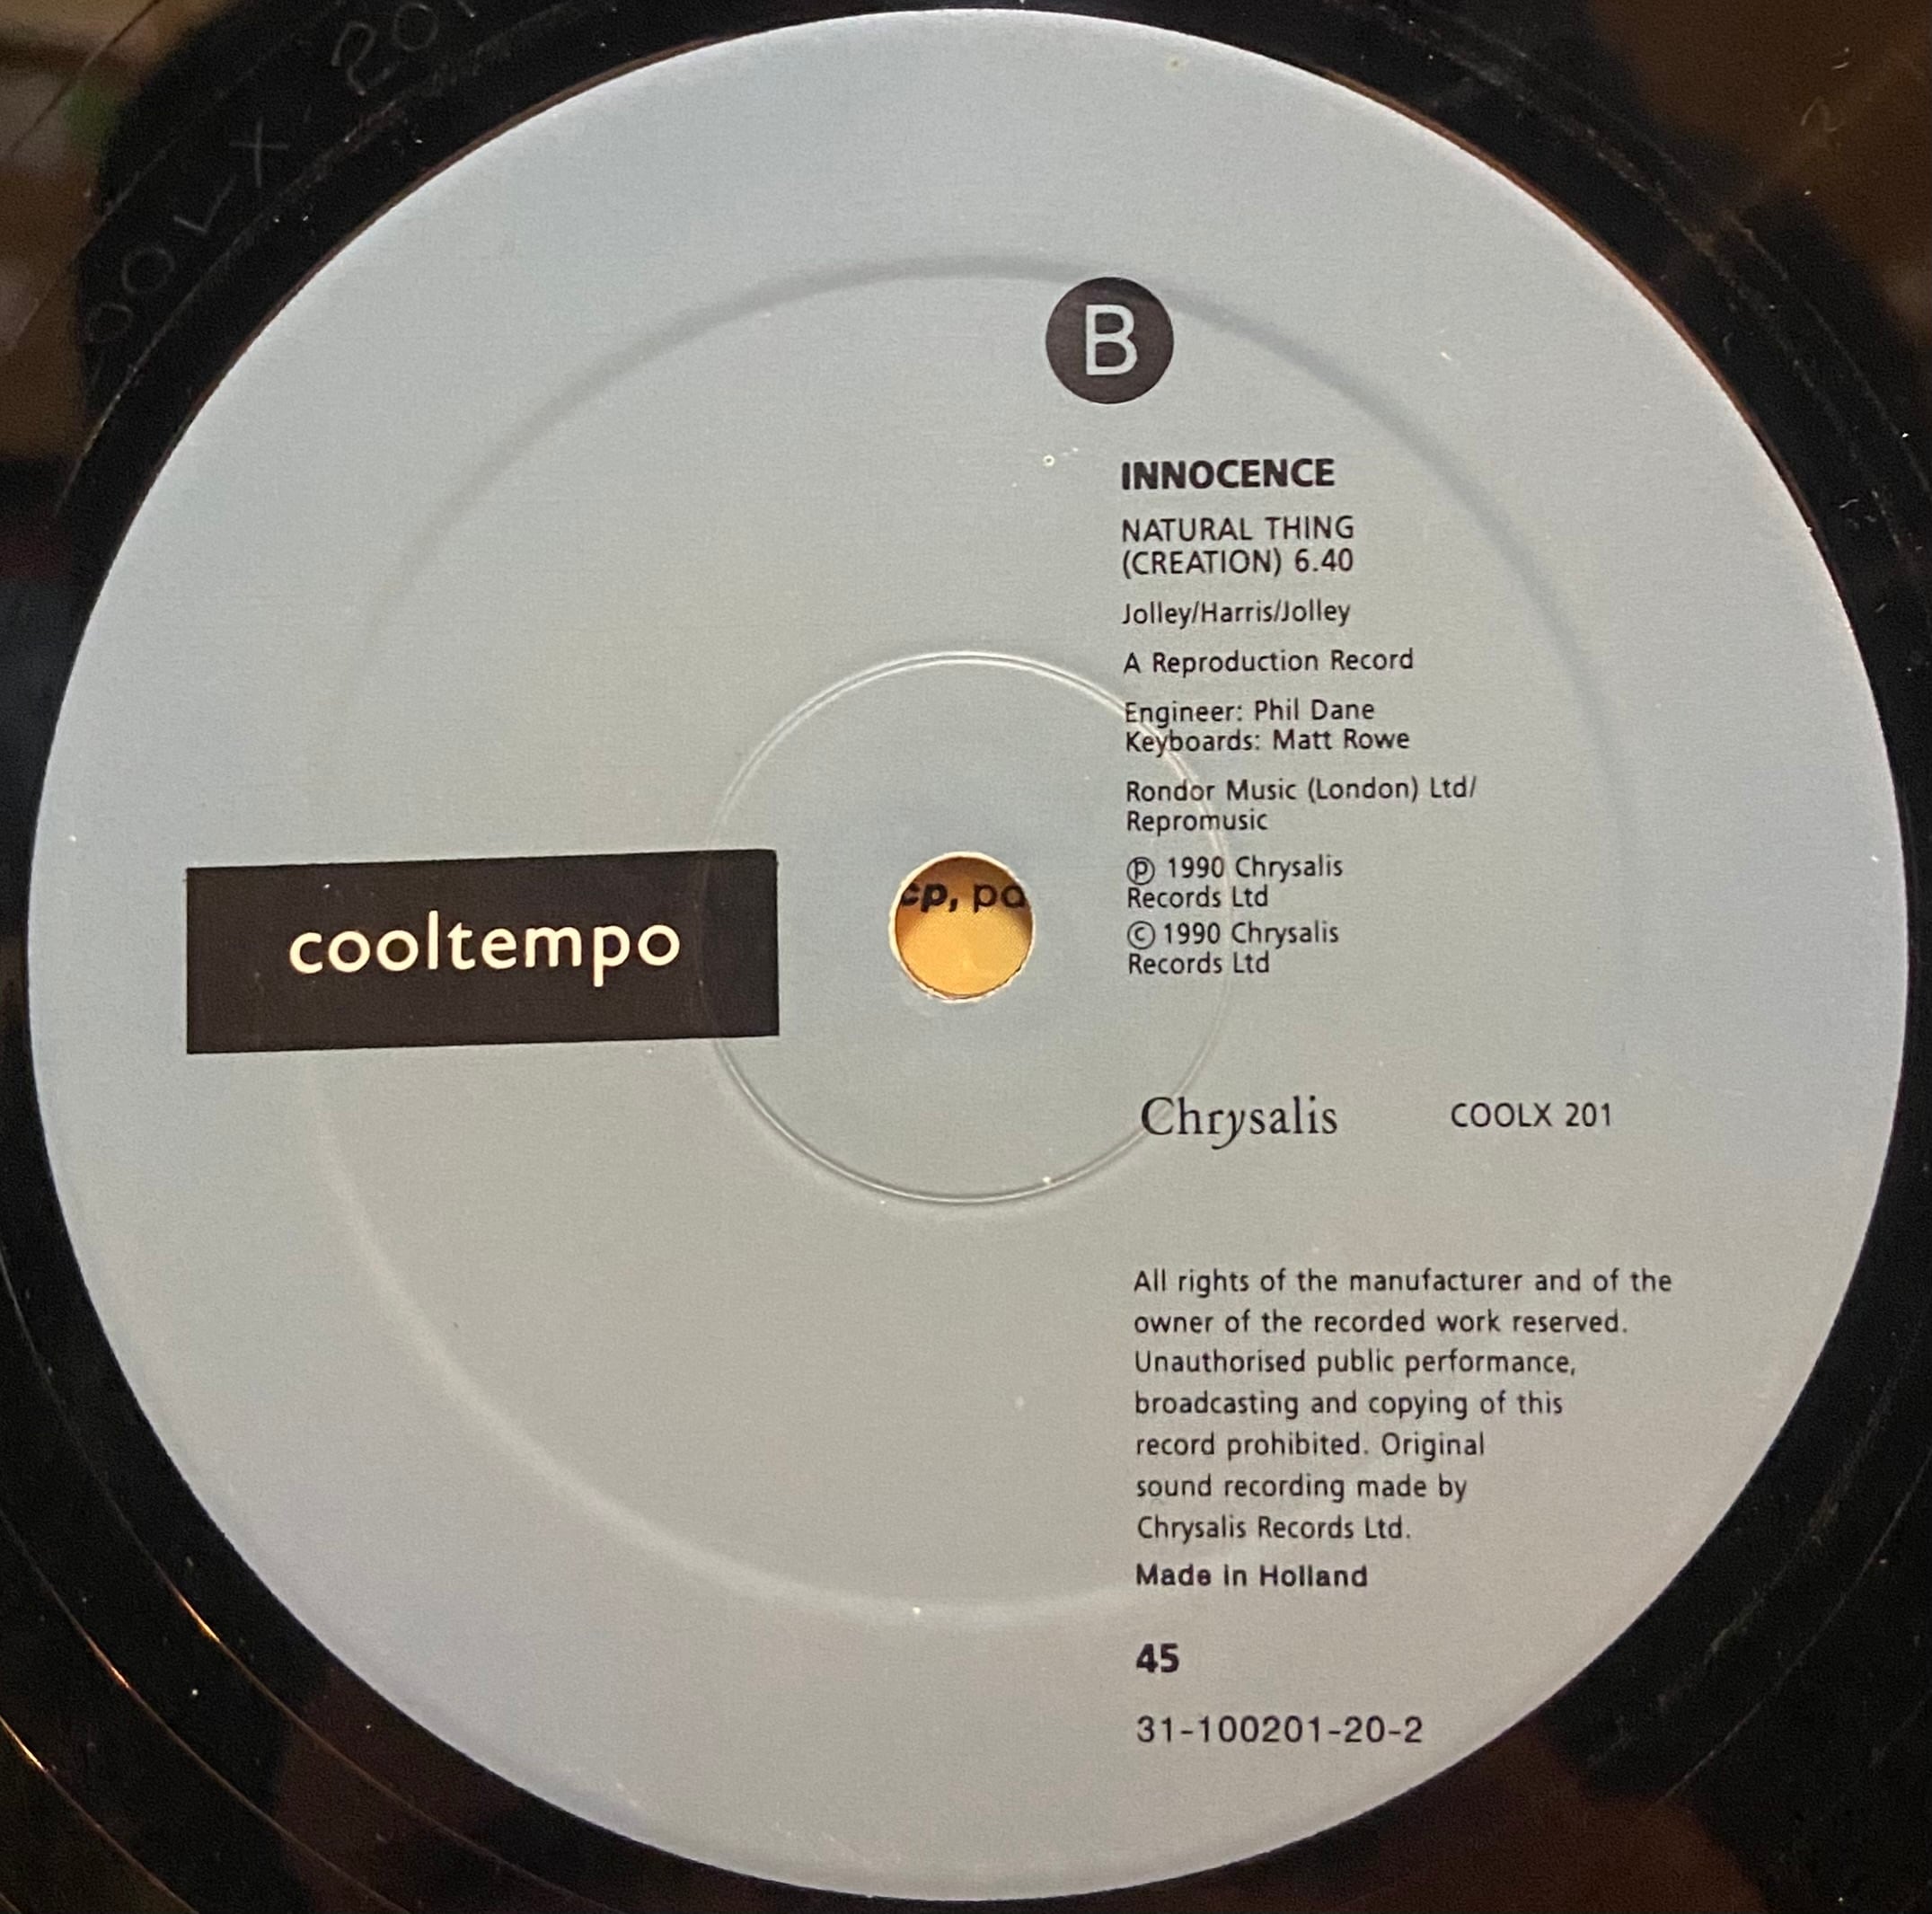 B
INNOCENCE
NATURAL THING
(CREATION) 6.40
Jolley/Harris/Jolley
A Reproduction Record
Engineer: Phil Dane
Keyboards: Matt Rowe
Rondor Music (London) Ltd/
Repromusic
℗ 1990 Chrysalis
Records Ltd
© 1990 Chrysalis
Records Ltd
cooltempo
Chrysalis COOLX 201
All rights of the manufacturer and of the
owner of the recorded work reserved.
Unauthorised public performance,
broadcasting and copying of this
record prohibited. Original
sound recording made by
Chrysalis Records Ltd.
Made in Holland
45
31-100201-20-2